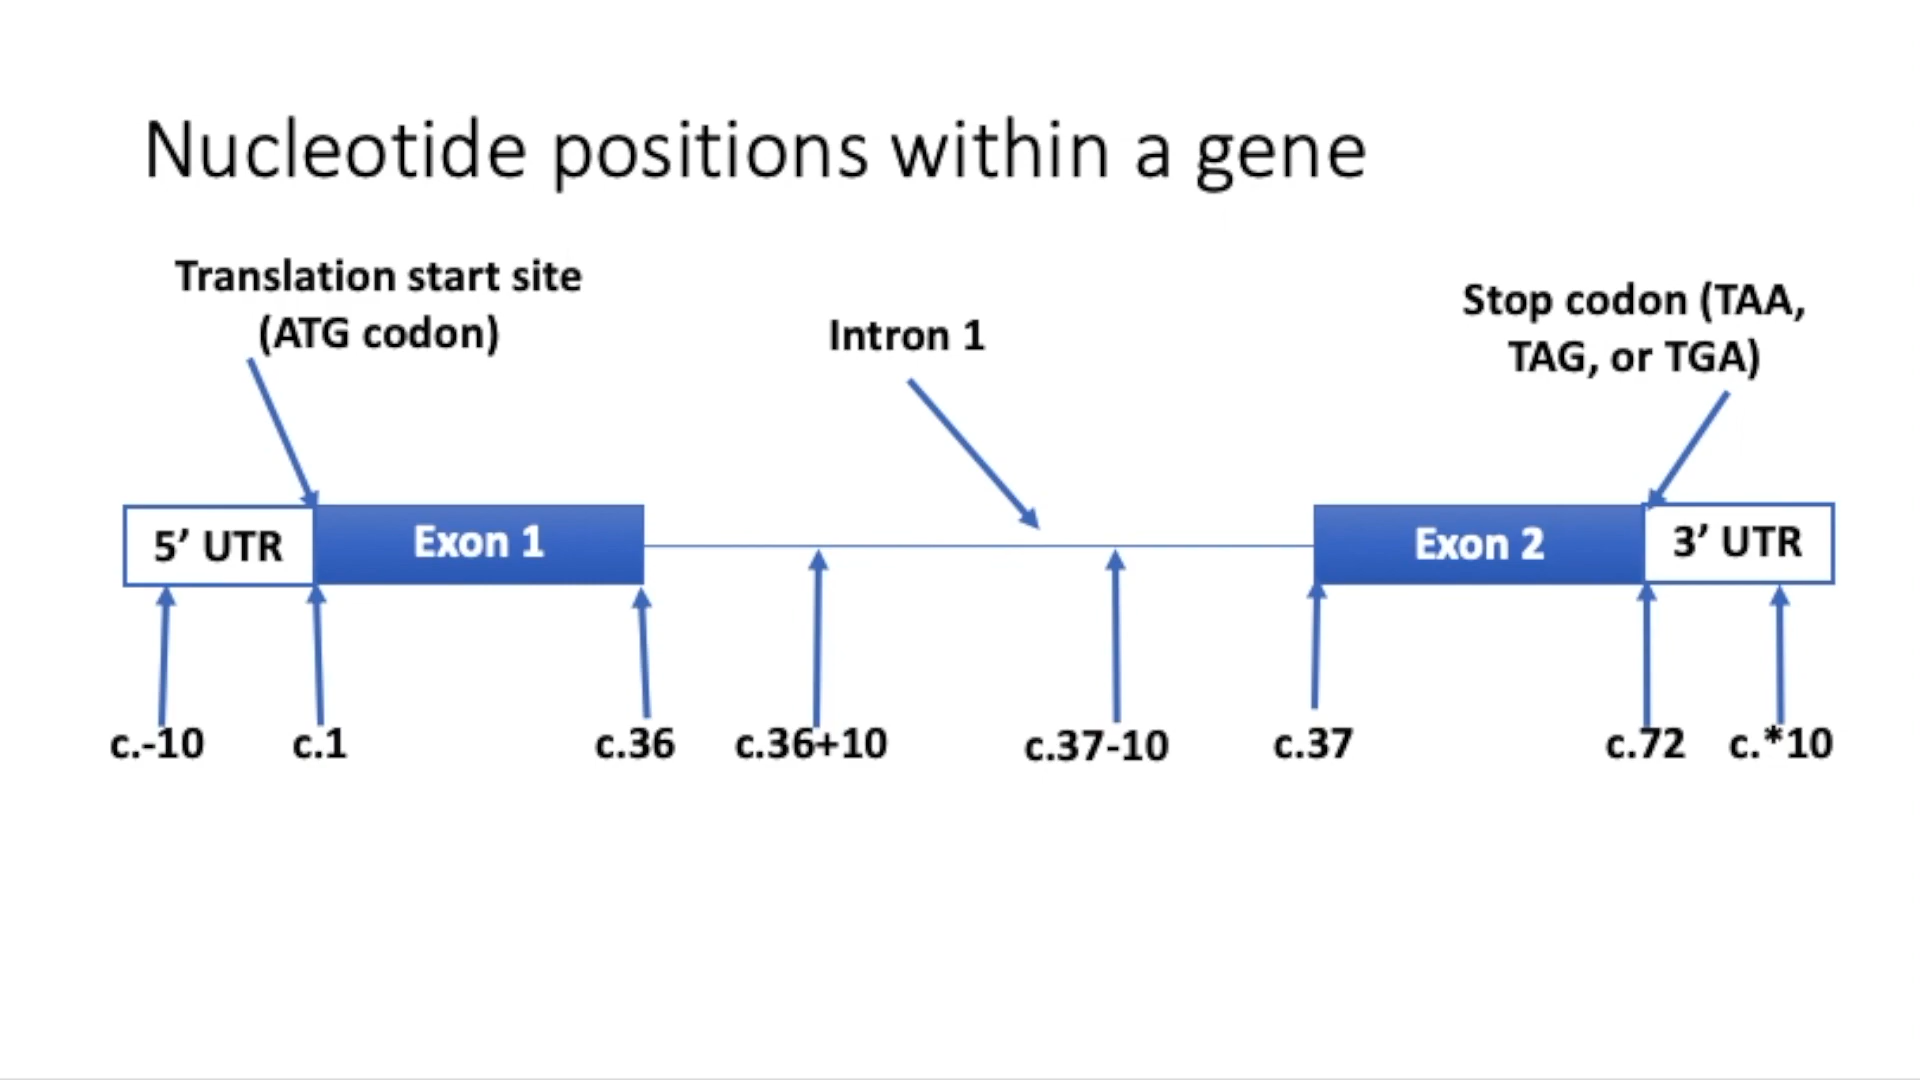 Nucleotide positions within a gene
Translation start site
(ATG codon)
Intron 1
Stop codon (TAA,
TAG, or TGA)
5’ UTR
Exon 1
Exon 2
3’ UTR
c.-10
c.1
c.36
c.36+10
c.37-10
c.37
c.72
c.*10